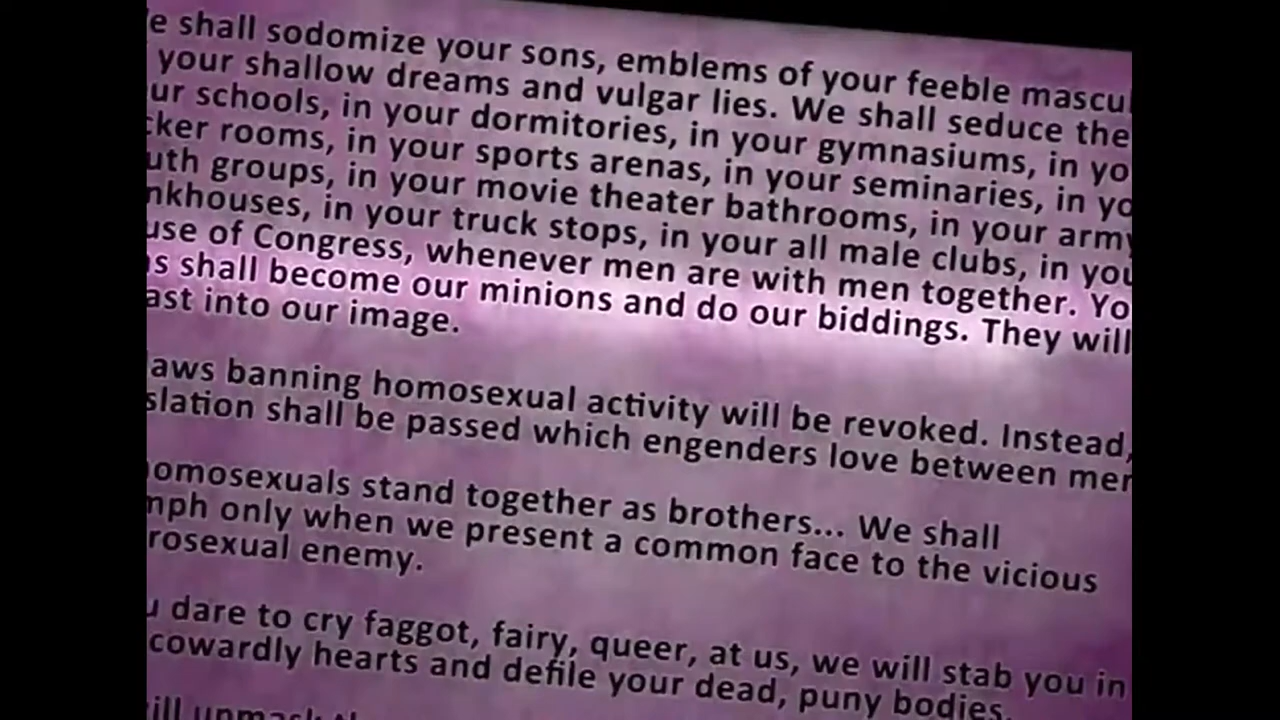 e shall sodomize your sons, emblems of your feeble mascul
your shallow dreams and vulgar lies. We shall seduce the
ur schools, in your dormitories, in your gymnasiums, in yo
cker rooms, in your sports arenas, in your seminaries, in yo
uth groups, in your movie theater bathrooms, in your army
nkhouses, in your truck stops, in your all male clubs, in you
use of Congress, whenever men are with men together. Yo
ns shall become our minions and do our biddings. They will
ast into our image.
aws banning homosexual activity will be revoked. Instead,
slation shall be passed which engenders love between men
omosexuals stand together as brothers... We shall
mph only when we present a common face to the vicious
rosexual enemy.
u dare to cry faggot, fairy, queer, at us, we will stab you in
cowardly hearts and defile your dead, puny bodies.
ill unmask